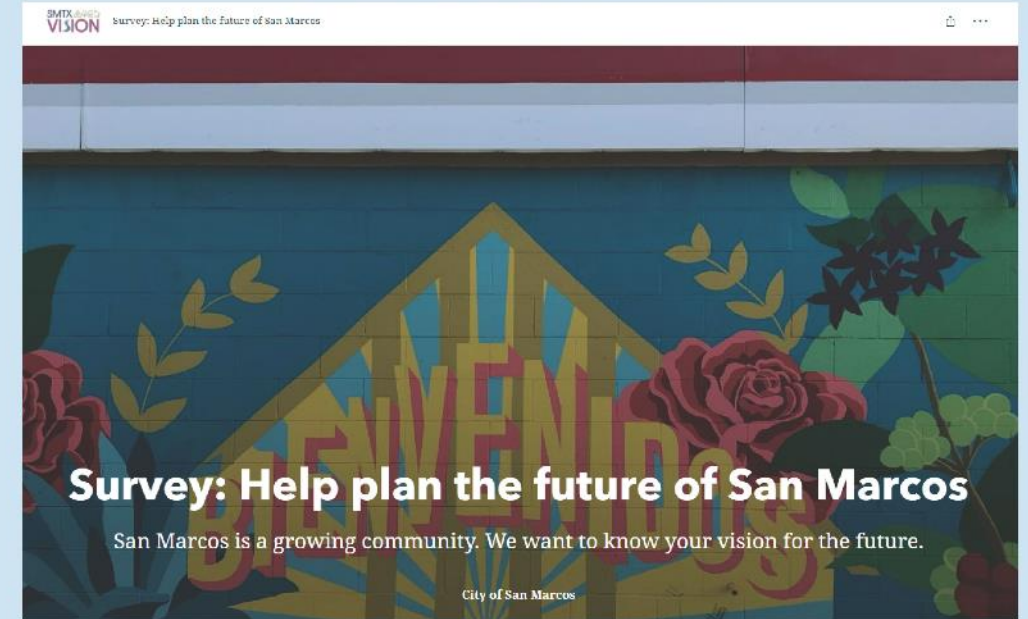 SMTX
VISION
Survey: Help plan the future of San Marcos
BIENVENIDOS
Survey: Help plan the future of San Marcos
San Marcos is a growing community. We want to know your vision for the future.
City of San Marcos